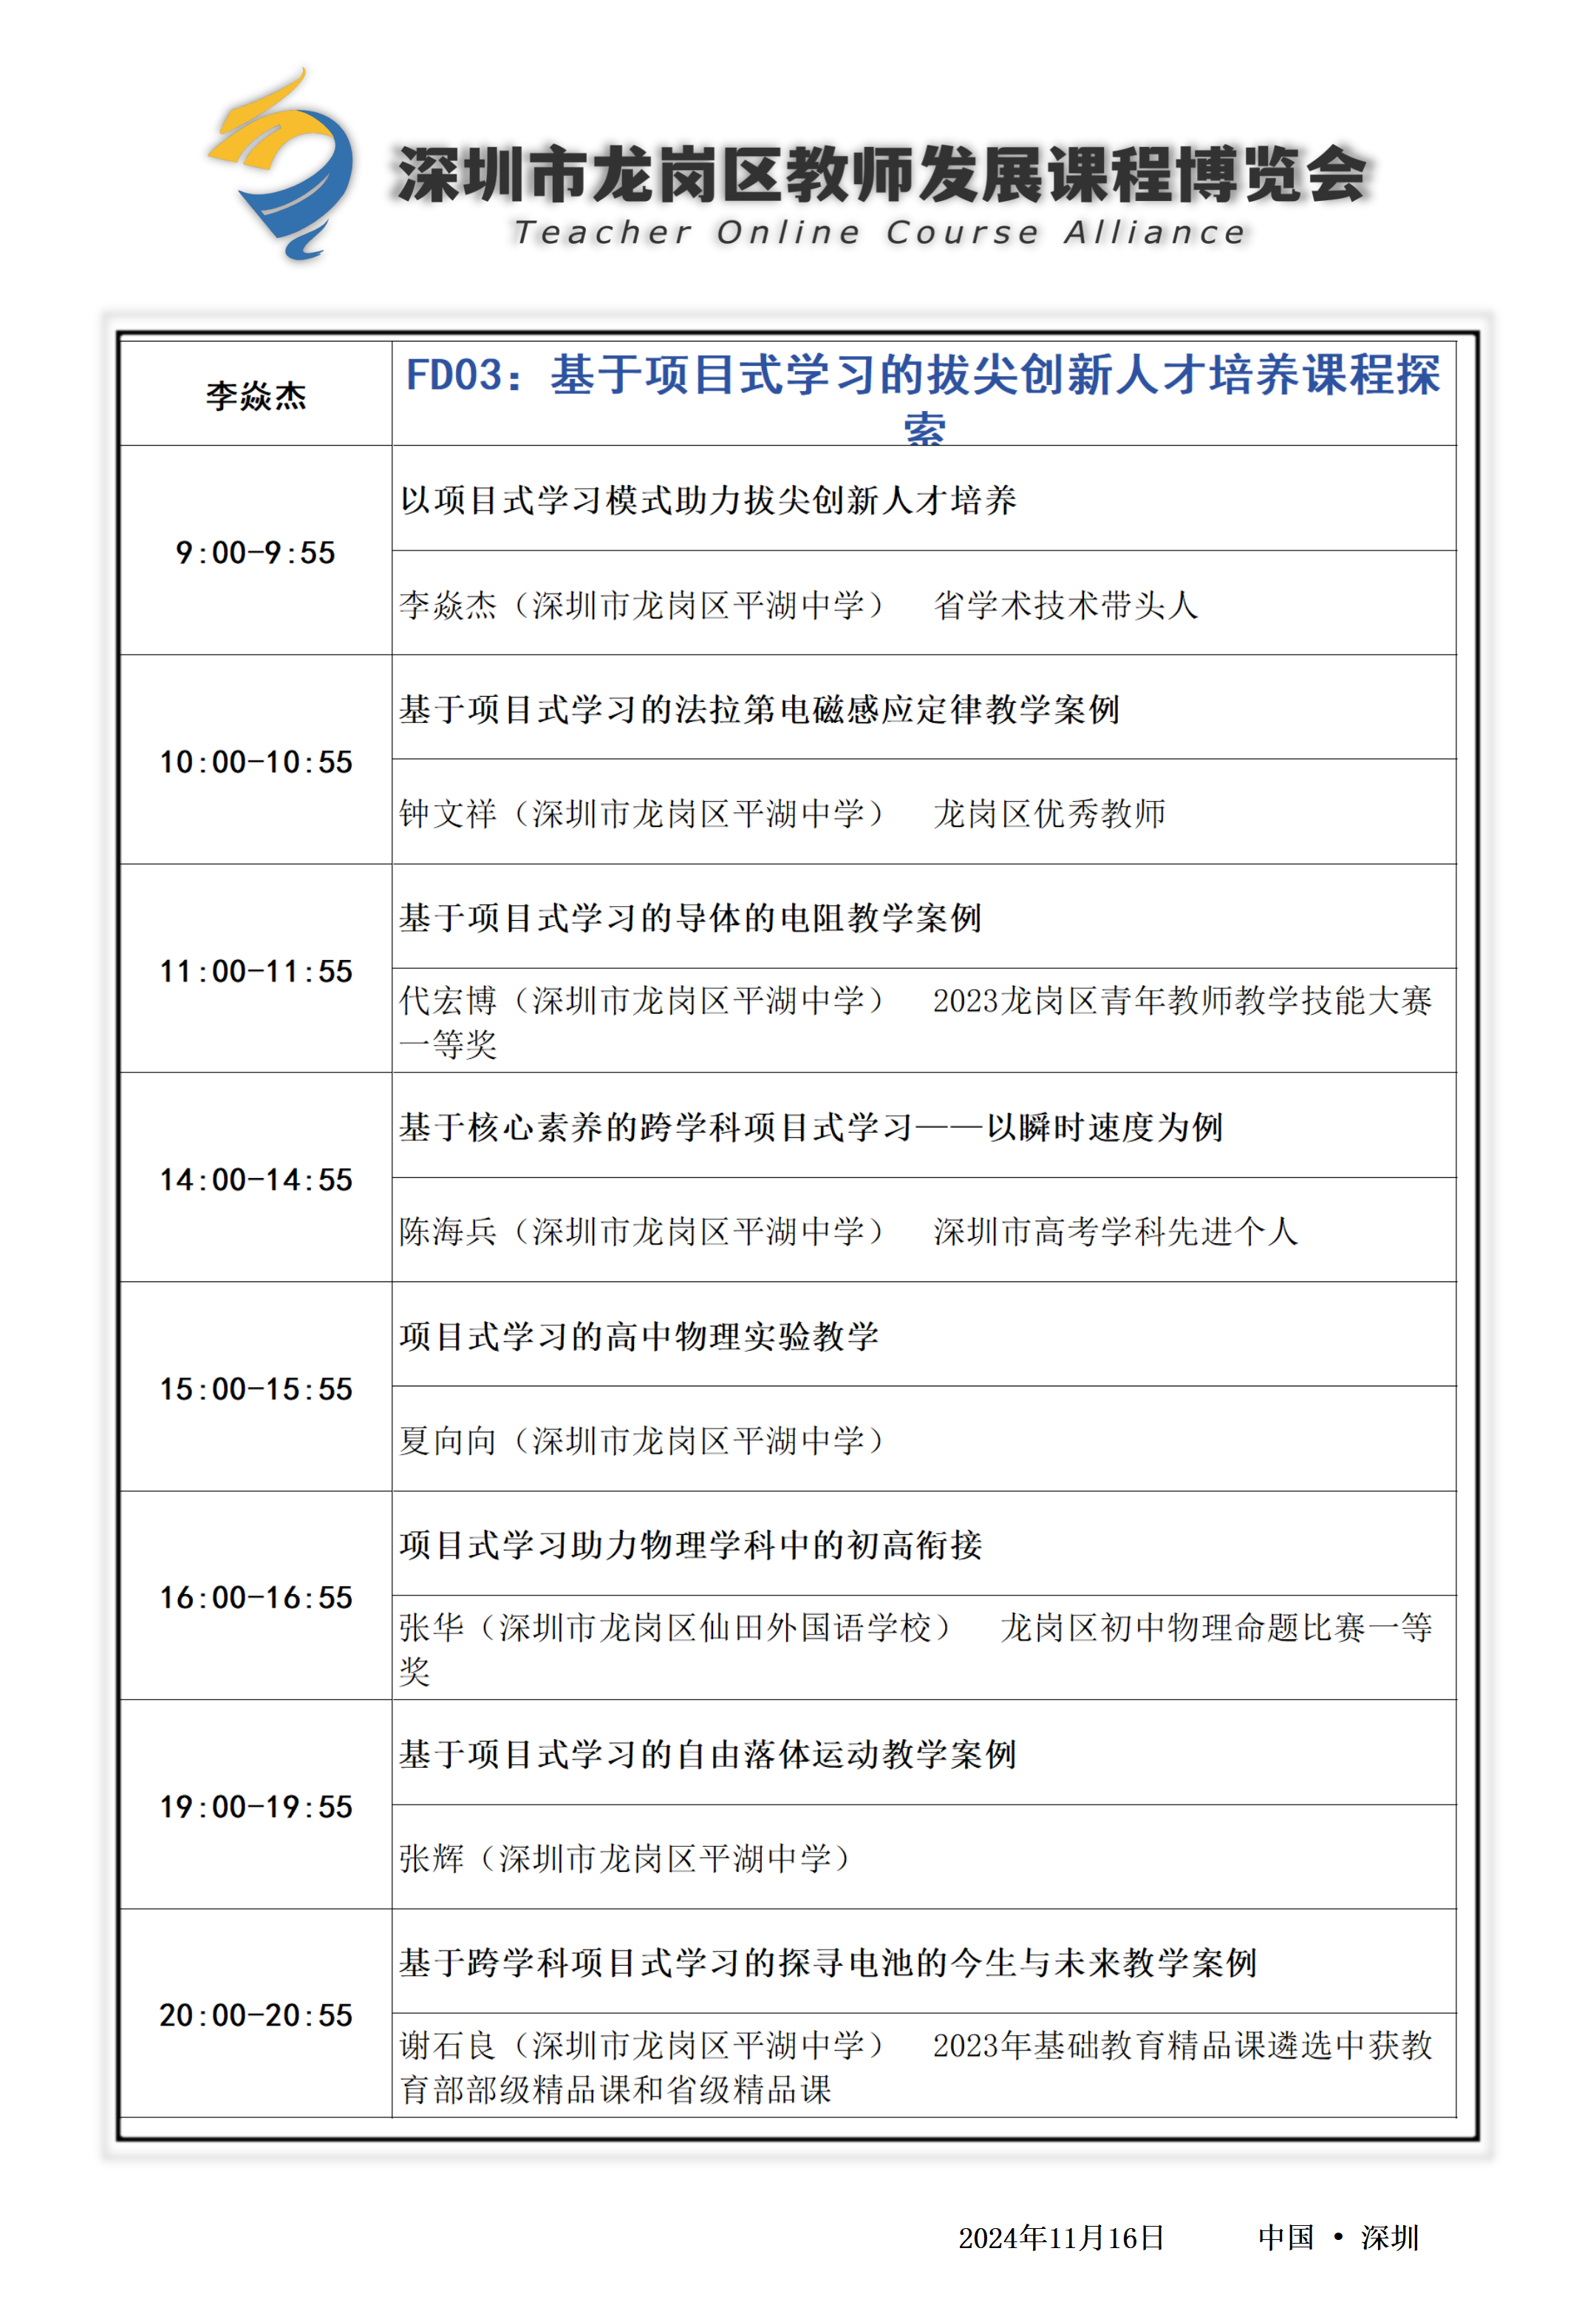 深圳市龙岗区教师发展课程博览会
Teacher Online Course Alliance
李焱杰
FD03：基于项目式学习的拔尖创新人才培养课程探
索
9:00-9:55
以项目式学习模式助力拔尖创新人才培养
李焱杰（深圳市龙岗区平湖中学） 省学术技术带头人
10:00-10:55
基于项目式学习的法拉第电磁感应定律教学案例
钟文祥（深圳市龙岗区平湖中学） 龙岗区优秀教师
11:00-11:55
基于项目式学习的导体的电阻教学案例
代宏博（深圳市龙岗区平湖中学） 2023龙岗区青年教师教学技能大赛
一等奖
14:00-14:55
基于核心素养的跨学科项目式学习——以瞬时速度为例
陈海兵（深圳市龙岗区平湖中学） 深圳市高考学科先进个人
15:00-15:55
项目式学习的高中物理实验教学
夏向向（深圳市龙岗区平湖中学）
16:00-16:55
项目式学习助力物理学科中的初高衔接
张华（深圳市龙岗区仙田外国语学校） 龙岗区初中物理命题比赛一等
奖
19:00-19:55
基于项目式学习的自由落体运动教学案例
张辉（深圳市龙岗区平湖中学）
20:00-20:55
基于跨学科项目式学习的探寻电池的今生与未来教学案例
谢石良（深圳市龙岗区平湖中学） 2023年基础教育精品课遴选中获教
育部部级精品课和省级精品课
2024年11月16日 中国 • 深圳